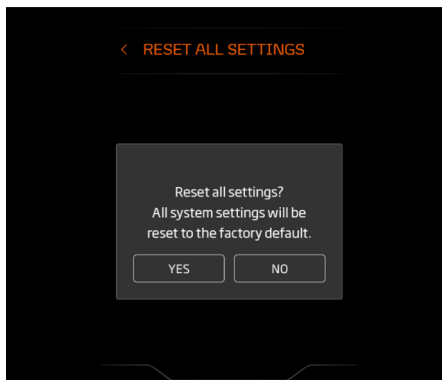 < RESET ALL SETTINGS
Reset all settings?
All system settings will be
reset to the factory default.
YES NO